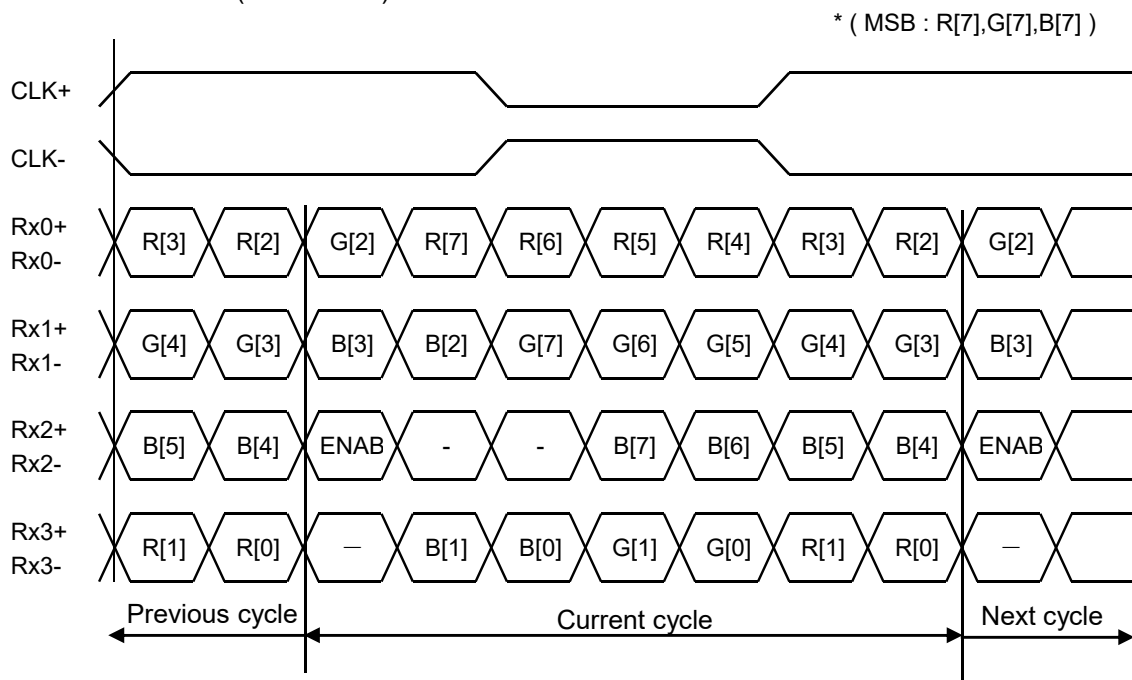 * ( MSB : R[7],G[7],B[7] )
CLK+
CLK-
Rx0+
Rx0-
R[3] R[2] G[2] R[7] R[6] R[5] R[4] R[3] R[2] G[2]
Rx1+
Rx1-
G[4] G[3] B[3] B[2] G[7] G[6] G[5] G[4] G[3] B[3]
Rx2+
Rx2-
B[5] B[4] ENAB - - B[7] B[6] B[5] B[4] ENAB
Rx3+
Rx3-
R[1] R[0] － B[1] B[0] G[1] G[0] R[1] R[0] －
Previous cycle Current cycle Next cycle